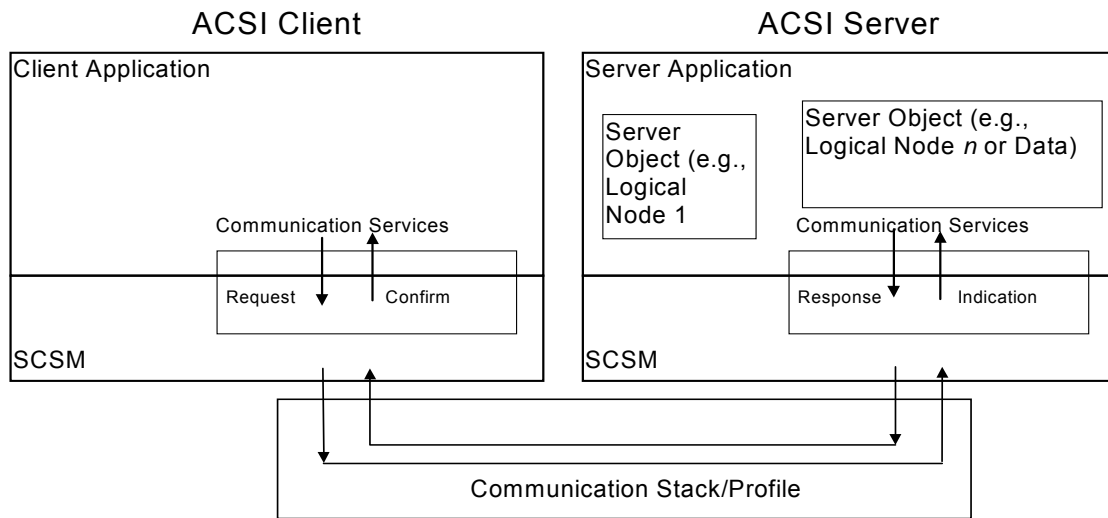 ACSI Client
Client Application
Communication Services
Request Confirm
SCSM
ACSI Server
Server Application
Server
Object (e.g.,
Logical
Node 1
Server Object (e.g.,
Logical Node n or Data)
Communication Services
Response Indication
SCSM
Communication Stack/Profile